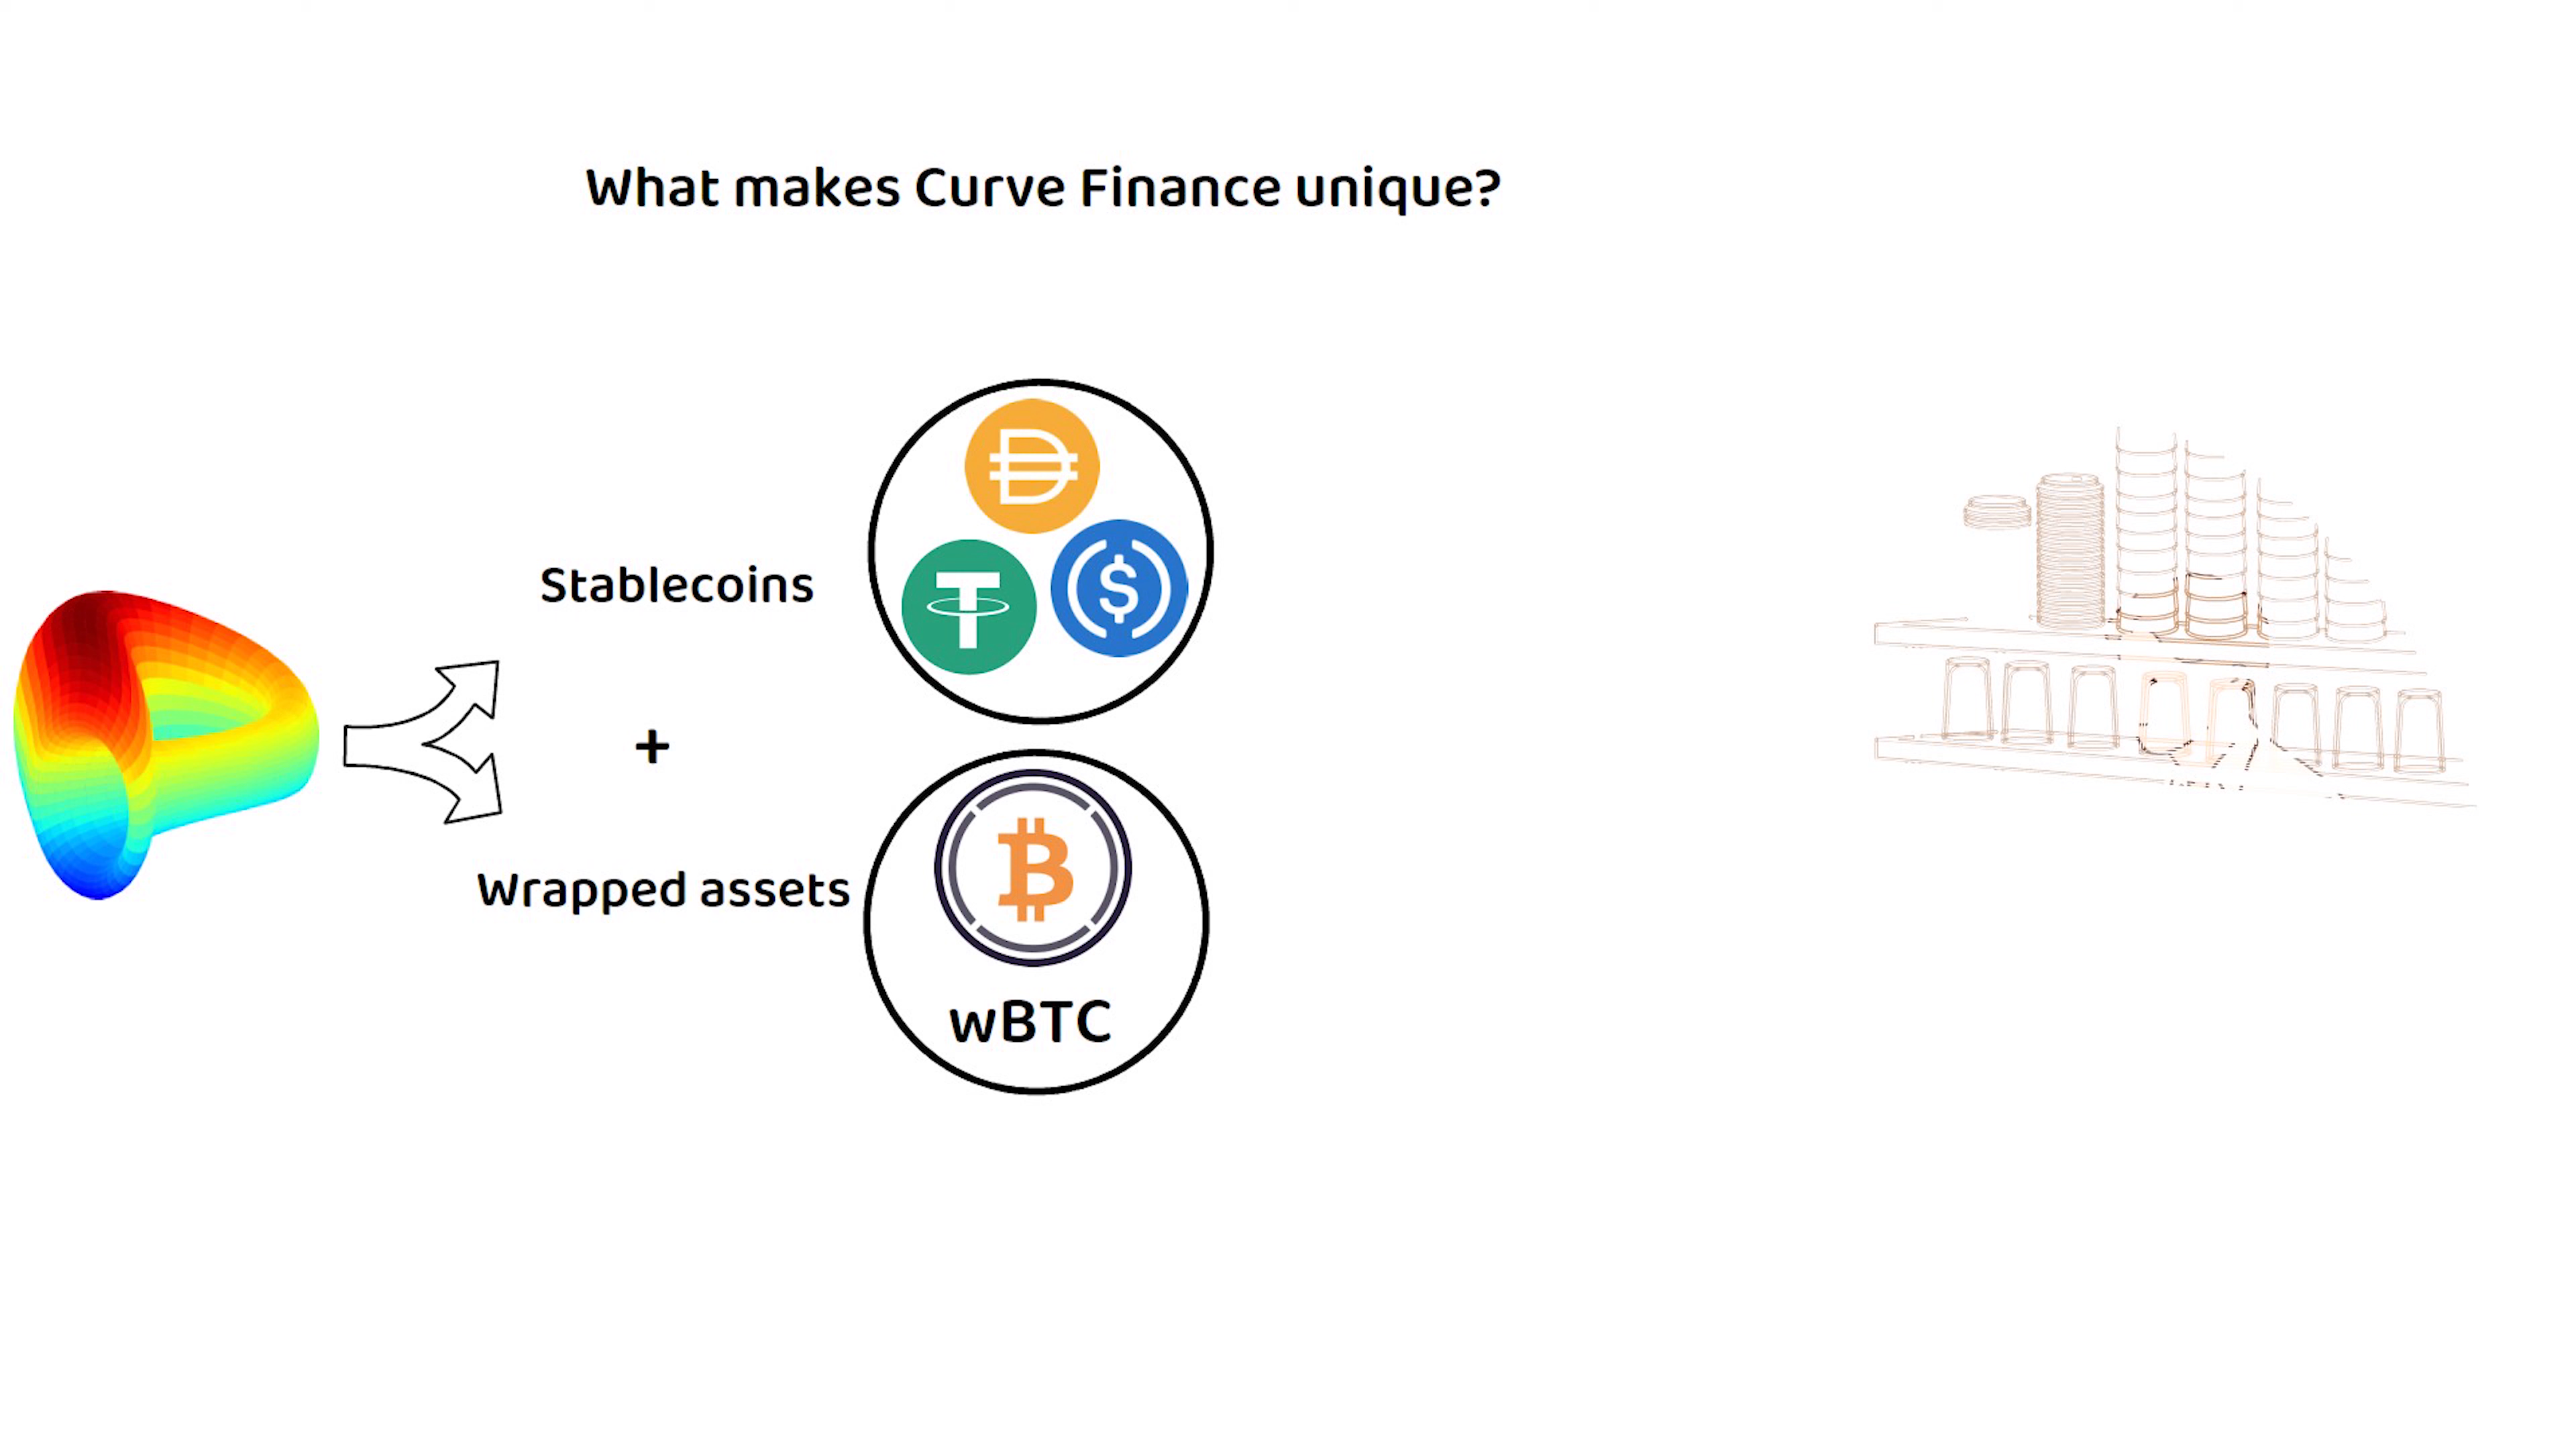 What makes Curve Finance unique?
Stablecoins
+
Wrapped assets
wBTC